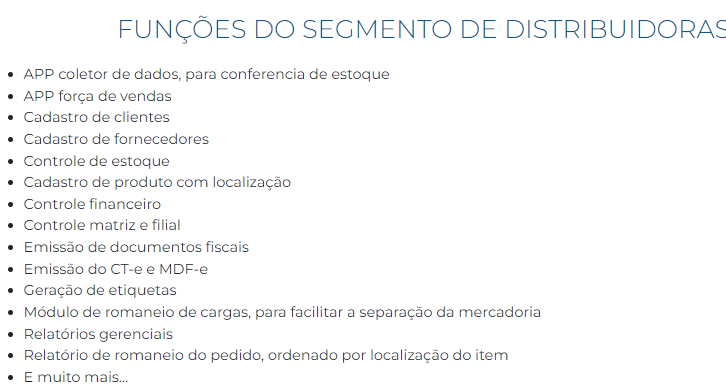 FUNÇÕES DO SEGMENTO DE DISTRIBUIDORAS
• APP coletor de dados, para conferencia de estoque
• APP força de vendas
• Cadastro de clientes
• Cadastro de fornecedores
• Controle de estoque
• Cadastro de produto com localização
• Controle financeiro
• Controle matriz e filial
• Emissão de documentos fiscais
• Emissão do CT-e e MDF-e
• Geração de etiquetas
• Módulo de romaneio de cargas, para facilitar a separação da mercadoria
• Relatórios gerenciais
• Relatório de romaneio do pedido, ordenado por localização do item
• E muito mais...